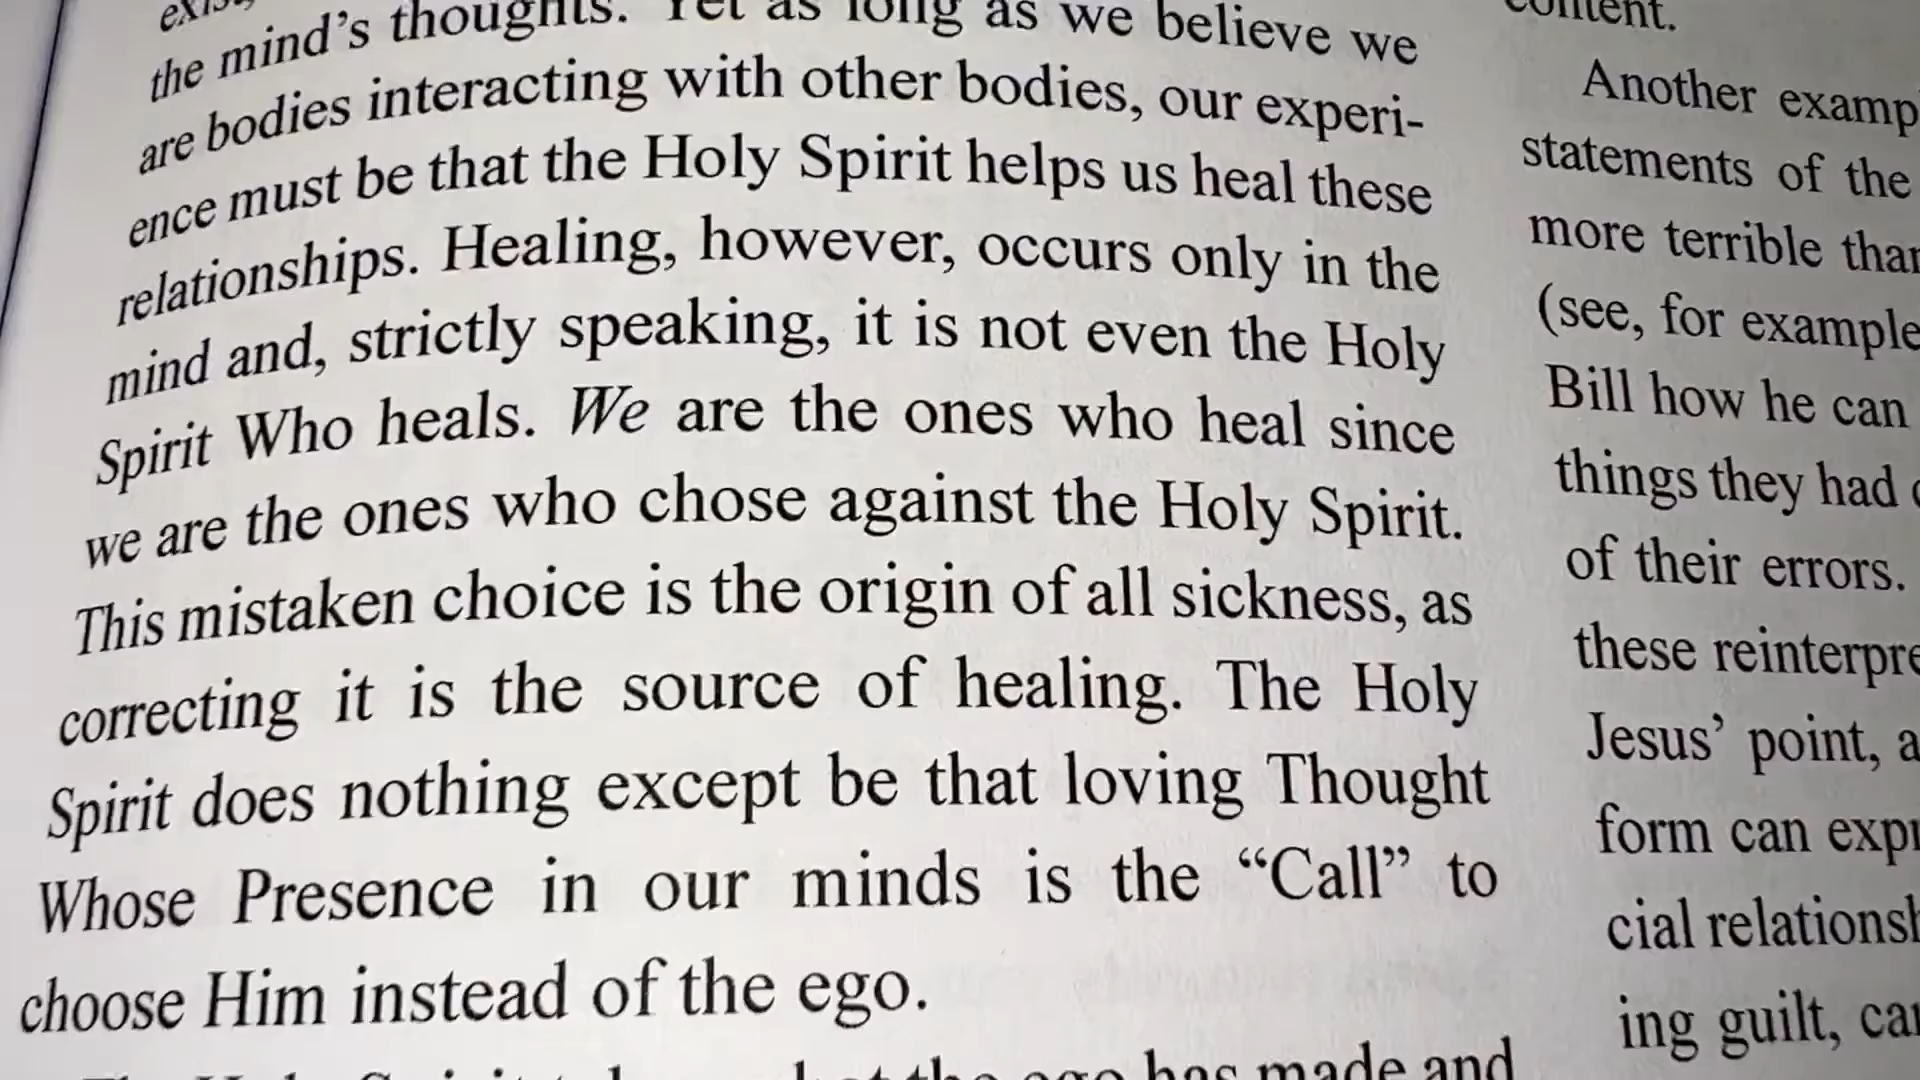 the mind's thoughts. Yet as long as we believe we
are bodies interacting with other bodies, our experi-
ence must be that the Holy Spirit helps us heal these
relationships. Healing, however, occurs only in the
mind and, strictly speaking, it is not even the Holy
Spirit Who heals. We are the ones who heal since
we are the ones who chose against the Holy Spirit.
This mistaken choice is the origin of all sickness, as
correcting it is the source of healing. The Holy
Spirit does nothing except be that loving Thought
Whose Presence in our minds is the “Call” to
choose Him instead of the ego.
the ego has made and
content.
Another
statements of the
more terrible
(see, for example
Bill how he can
things they had
of their errors.
these
Jesus’ point,
form can
cial
ing guilt,